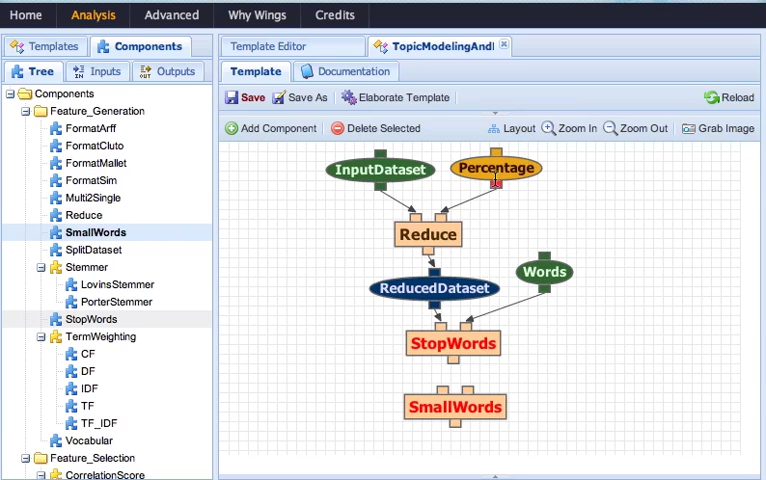 Home Analysis Advanced Why Wings Credits
Templates Components
Template Editor TopicModelingAndI
Tree Inputs Outputs
Template Documentation
Save Save As Elaborate Template Reload
Add Component Delete Selected Layout Zoom In Zoom Out Grab Image
Components
Feature_Generation
FormatArff
FormatCluto
FormatMallet
FormatSim
Multi2Single
Reduce
SmallWords
SplitDataset
Stemmer
LovinsStemmer
PorterStemmer
StopWords
TermWeighting
CF
DF
IDF
TF
TF_IDF
Vocabular
Feature_Selection
CorrelationScore
InputDataset Percentage
Reduce
Words
ReducedDataset
StopWords
SmallWords